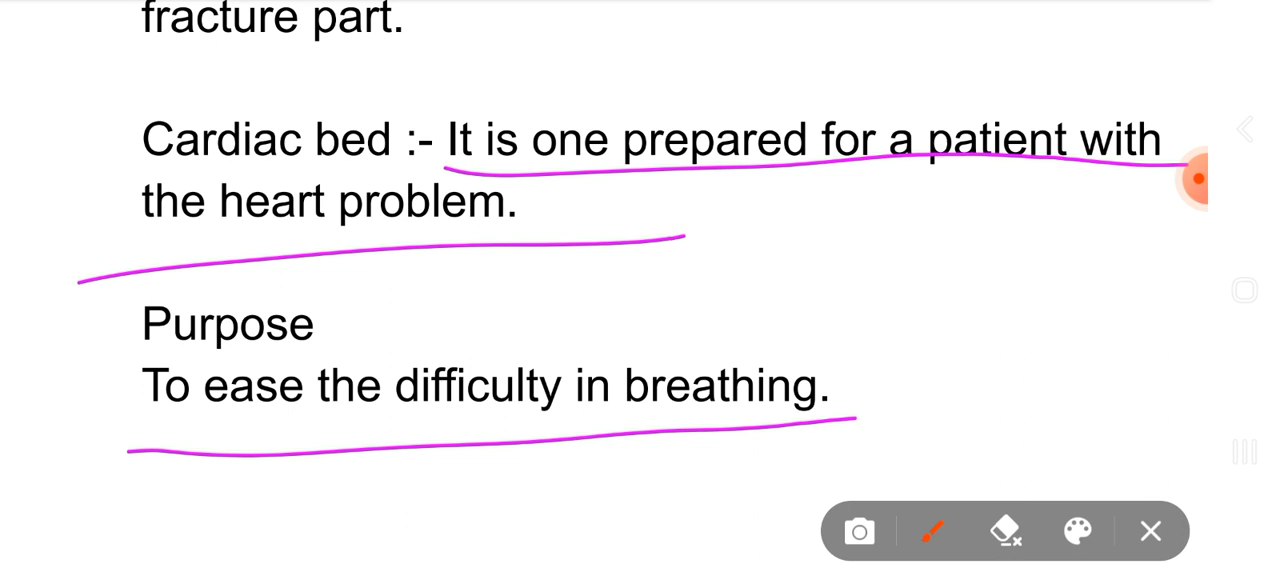 fracture part.
Cardiac bed :- It is one prepared for a patient with
the heart problem.
Purpose
To ease the difficulty in breathing.